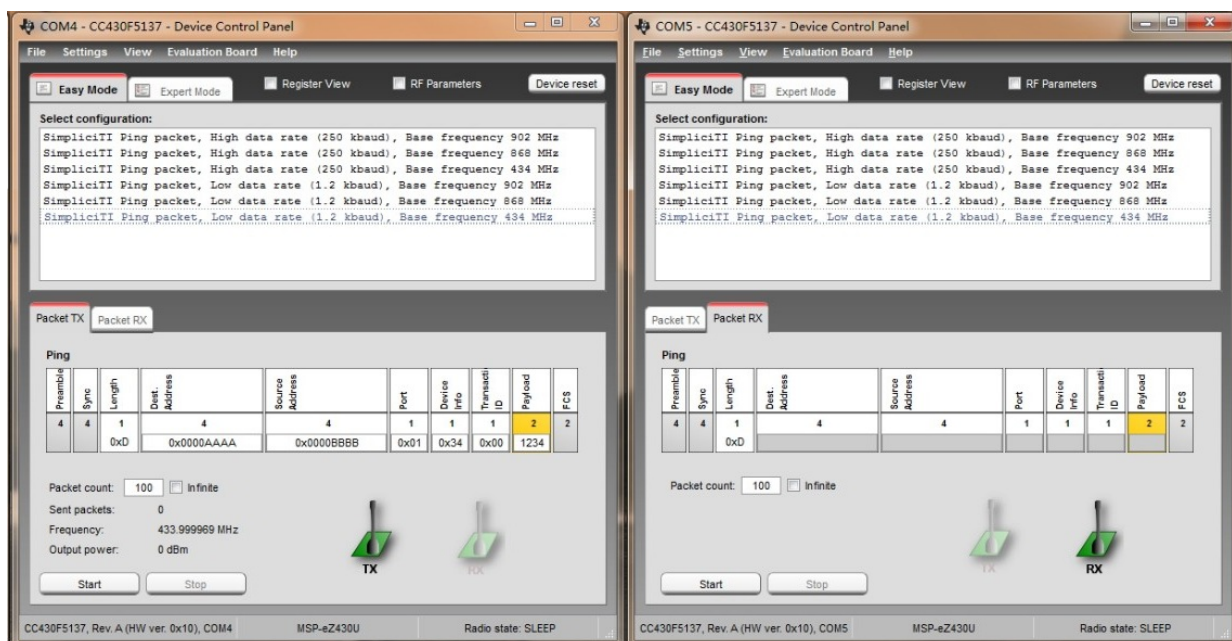 COM4 - CC430F5137 - Device Control Panel
File Settings View Evaluation Board Help
Easy Mode
Expert Mode
Register View
RF Parameters
Device reset
Select configuration:
SimpliciTI Ping packet, High data rate (250 kbaud), Base frequency 902 MHz
SimpliciTI Ping packet, High data rate (250 kbaud), Base frequency 868 MHz
SimpliciTI Ping packet, High data rate (250 kbaud), Base frequency 434 MHz
SimpliciTI Ping packet, Low data rate (1.2 kbaud), Base frequency 902 MHz
SimpliciTI Ping packet, Low data rate (1.2 kbaud), Base frequency 868 MHz
SimpliciTI Ping packet, Low data rate (1.2 kbaud), Base frequency 434 MHz
Packet TX
Packet RX
Ping
Preamble
Sync
Length
Dest. Address
Source Address
Port
Device Info
Transacti ID
Payload
FCS
4 4 1 4 4 1 1 1 2 2
0xD 0x0000AAAA 0x0000BBBB 0x01 0x34 0x00 1234
Packet count: 100 Infinite
Sent packets: 0
Frequency: 433.999969 MHz
Output power: 0 dBm
TX
RX
Start
Stop
CC430F5137, Rev. A (HW ver. 0x10), COM4 MSP-eZ430U Radio state: SLEEP
COM5 - CC430F5137 - Device Control Panel
File Settings View Evaluation Board Help
Easy Mode
Expert Mode
Register View
RF Parameters
Device reset
Select configuration:
SimpliciTI Ping packet, High data rate (250 kbaud), Base frequency 902 MHz
SimpliciTI Ping packet, High data rate (250 kbaud), Base frequency 868 MHz
SimpliciTI Ping packet, High data rate (250 kbaud), Base frequency 434 MHz
SimpliciTI Ping packet, Low data rate (1.2 kbaud), Base frequency 902 MHz
SimpliciTI Ping packet, Low data rate (1.2 kbaud), Base frequency 868 MHz
SimpliciTI Ping packet, Low data rate (1.2 kbaud), Base frequency 434 MHz
Packet TX
Packet RX
Ping
Preamble
Sync
Length
Dest. Address
Source Address
Port
Device Info
Transacti ID
Payload
FCS
4 4 1 4 4 1 1 1 2 2
0xD
Packet count: 100 Infinite
TX
RX
Start
Stop
CC430F5137, Rev. A (HW ver. 0x10), COM5 MSP-eZ430U Radio state: SLEEP